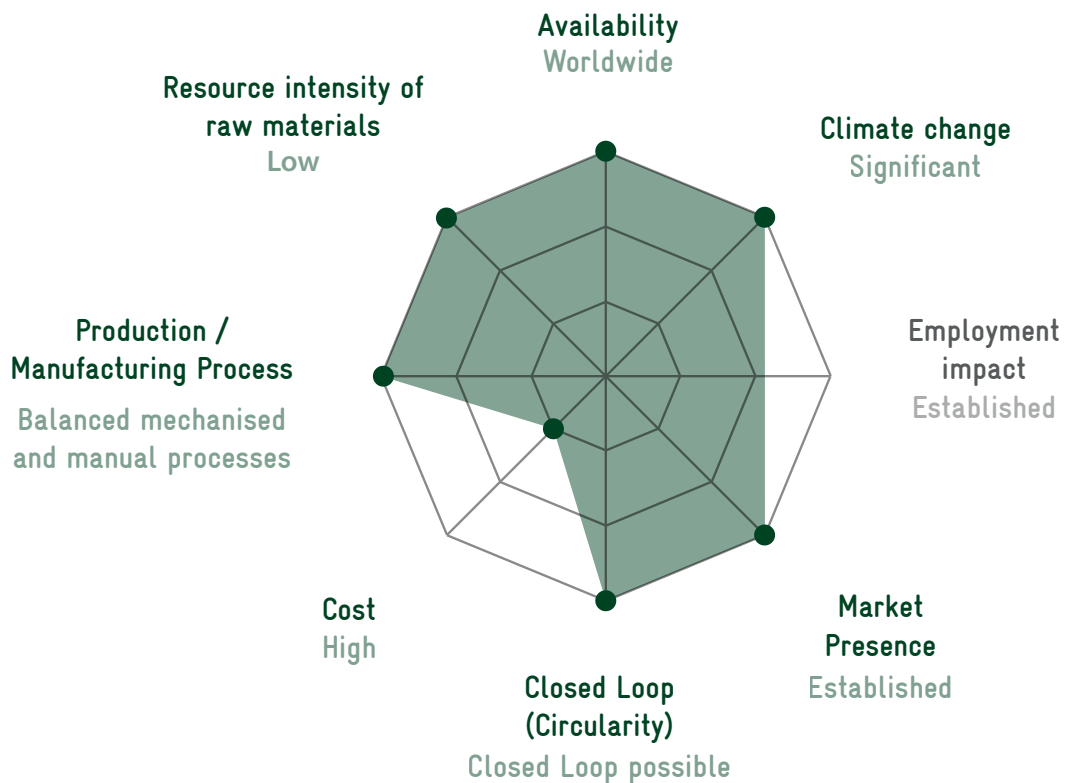 Availability
Worldwide
Resource intensity of
raw materials
Low
Climate change
Significant
Production /
Manufacturing Process
Balanced mechanised
and manual processes
Employment
impact
Established
Cost
High
Market
Presence
Established
Closed Loop
(Circularity)
Closed Loop possible